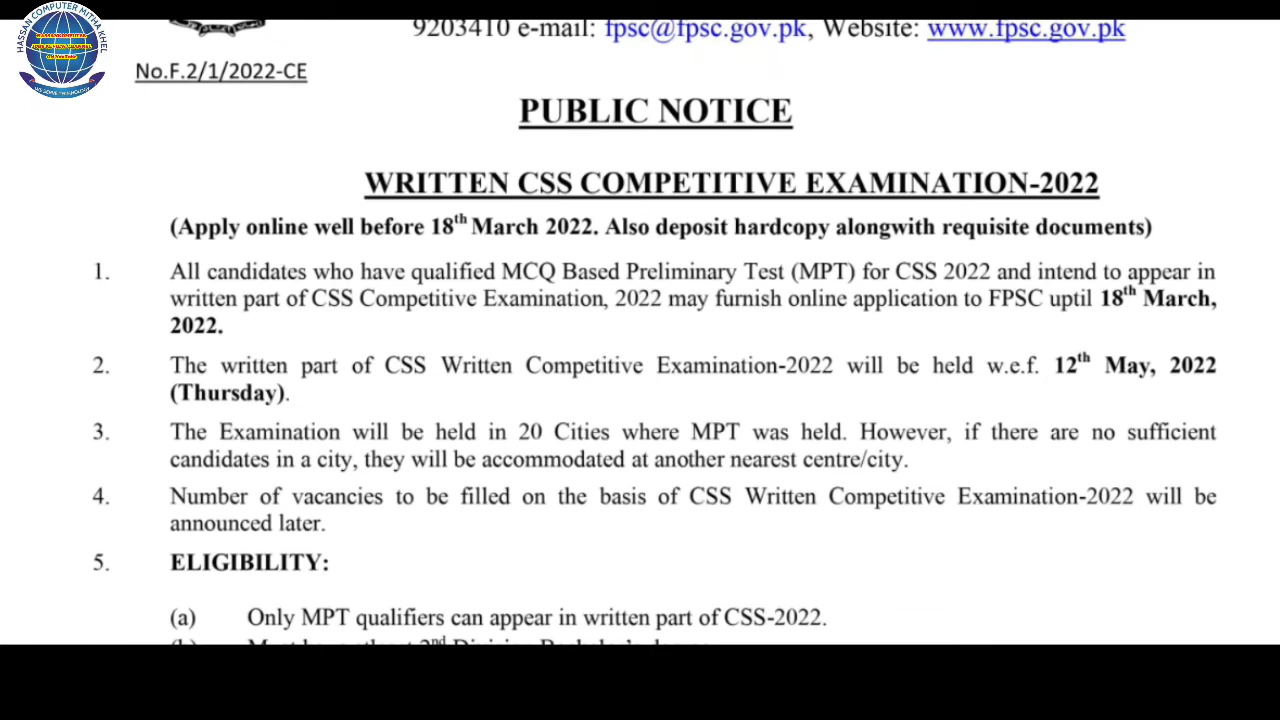 HASSAN COMPUTER MITHA KHEL
9203410 e-mail: fpsc@fpsc.gov.pk, Website: www.fpsc.gov.pk
No.F.2/1/2022-CE
PUBLIC NOTICE
WRITTEN CSS COMPETITIVE EXAMINATION-2022
(Apply online well before 18th March 2022. Also deposit hardcopy alongwith requisite documents)
1. All candidates who have qualified MCQ Based Preliminary Test (MPT) for CSS 2022 and intend to appear in
written part of CSS Competitive Examination, 2022 may furnish online application to FPSC uptil 18th March,
2022.
2. The written part of CSS Written Competitive Examination-2022 will be held w.e.f. 12th May, 2022
(Thursday).
3. The Examination will be held in 20 Cities where MPT was held. However, if there are no sufficient
candidates in a city, they will be accommodated at another nearest centre/city.
4. Number of vacancies to be filled on the basis of CSS Written Competitive Examination-2022 will be
announced later.
5. ELIGIBILITY:
(a) Only MPT qualifiers can appear in written part of CSS-2022.